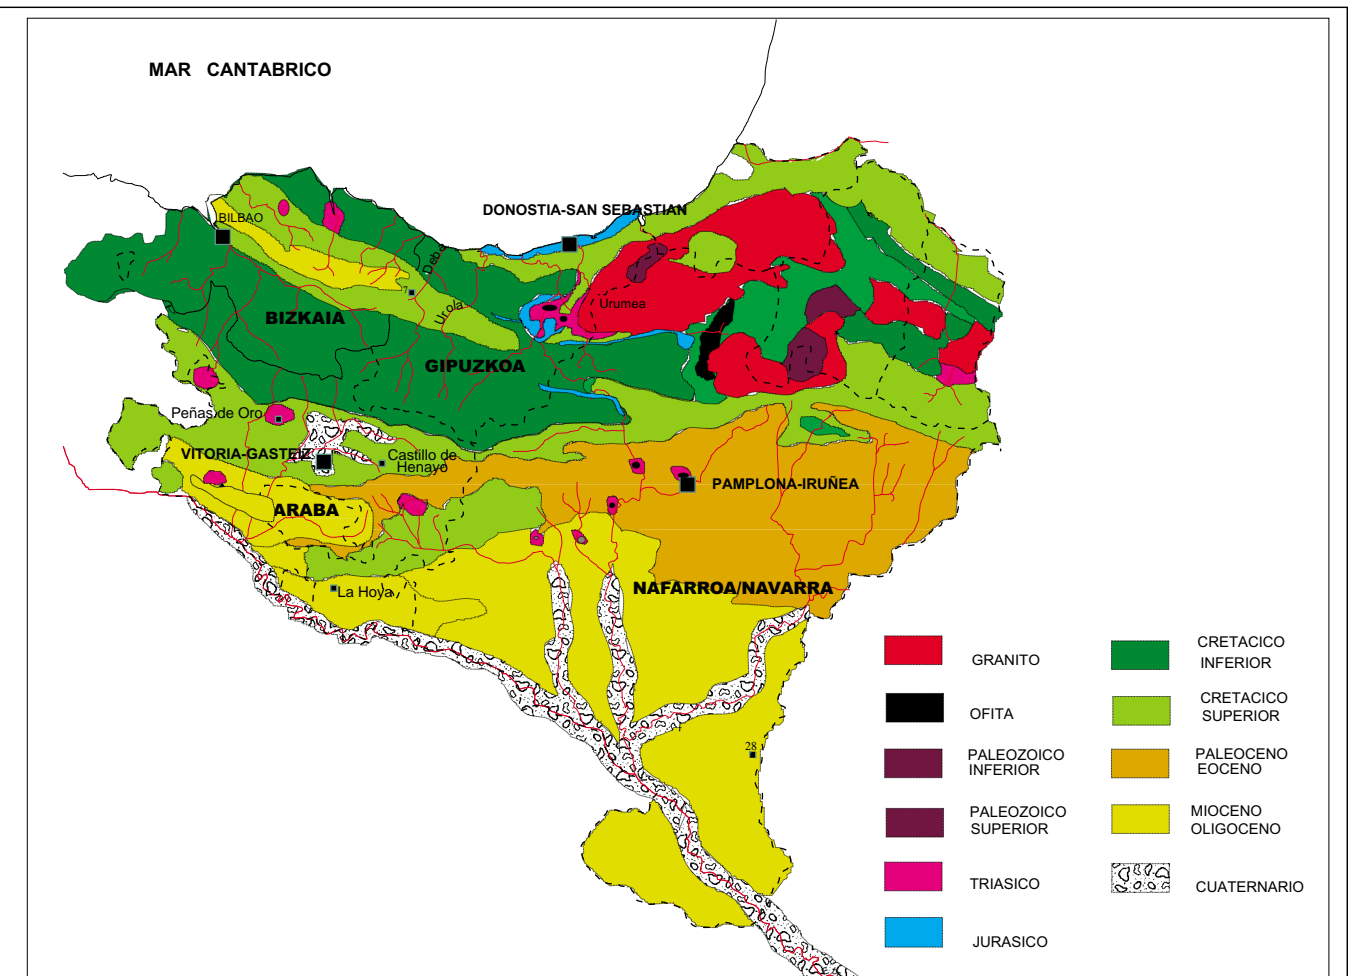 MAR CANTABRICO
DONOSTIA-SAN SEBASTIAN
BILBAO
Deba
Urola
Urumea
BIZKAIA
GIPUZKOA
Peñas de Oro
VITORIA-GASTEIZ
Castillo de
Henayo
PAMPLONA-IRUÑEA
ARABA
La Hoya
NAFARROA/NAVARRA
28
GRANITO
OFITA
PALEOZOICO
INFERIOR
PALEOZOICO
SUPERIOR
TRIASICO
JURASICO
CRETACICO
INFERIOR
CRETACICO
SUPERIOR
PALEOCENO
EOCENO
MIOCENO
OLIGOCENO
CUATERNARIO